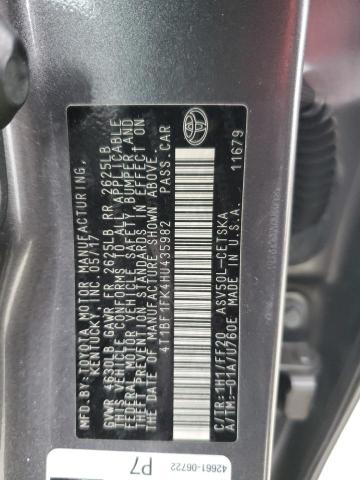 MFD. BY: TOYOTA MOTOR MANUFACTURING,
KENTUCKY, INC. 05/17
GVWR 4630LB GAWR FR 2625LB RR 2625LB
THIS VEHICLE CONFORMS TO ALL APPLICABLE
FEDERAL MOTOR VEHICLE SAFETY, BUMPER, AND
THEFT PREVENTION STANDARDS IN EFFECT ON
THE DATE OF MANUFACTURE SHOWN ABOVE.
4T1BF1FK4HU435982 PASS.CAR
C/TR:1H1/FF20 ASV50L-CETSKA
A/TM:-01A/U760E MADE IN U.S.A. 11679
42661-06722
P7